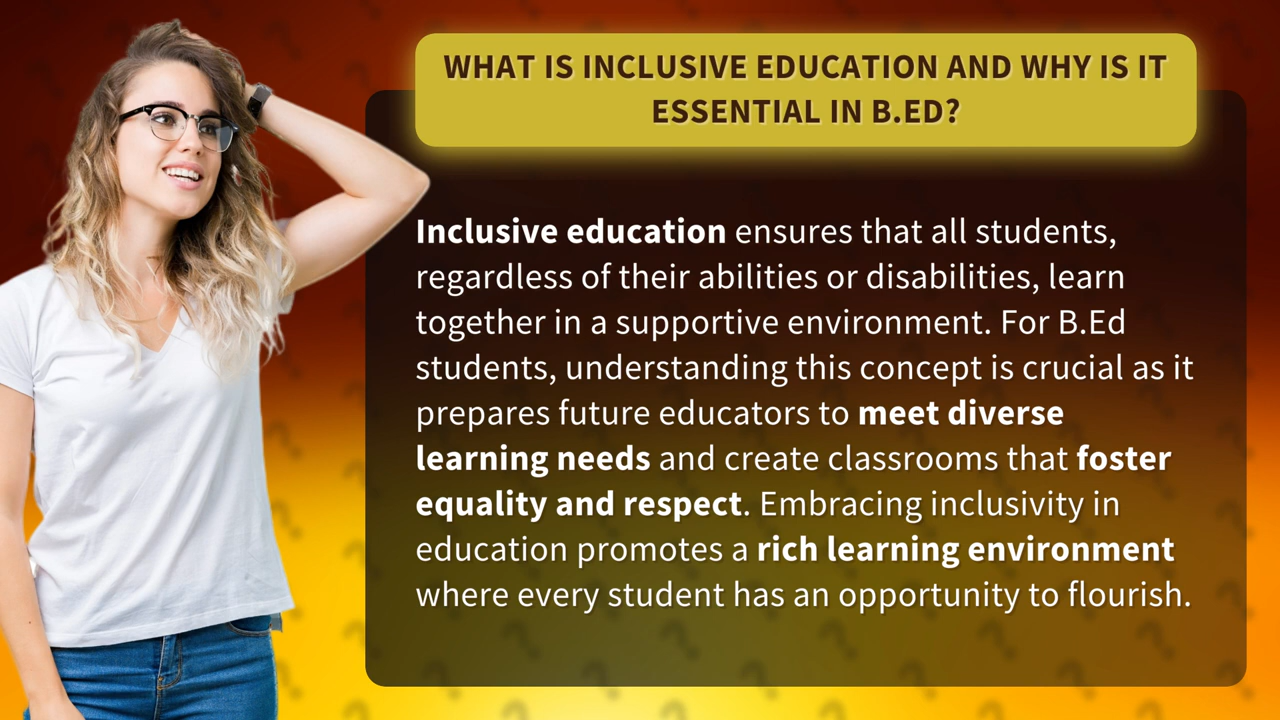 WHAT IS INCLUSIVE EDUCATION AND WHY IS IT
ESSENTIAL IN B.ED?
Inclusive education ensures that all students,
regardless of their abilities or disabilities, learn
together in a supportive environment. For B.Ed
students, understanding this concept is crucial as it
prepares future educators to meet diverse
learning needs and create classrooms that foster
equality and respect. Embracing inclusivity in
education promotes a rich learning environment
where every student has an opportunity to flourish.